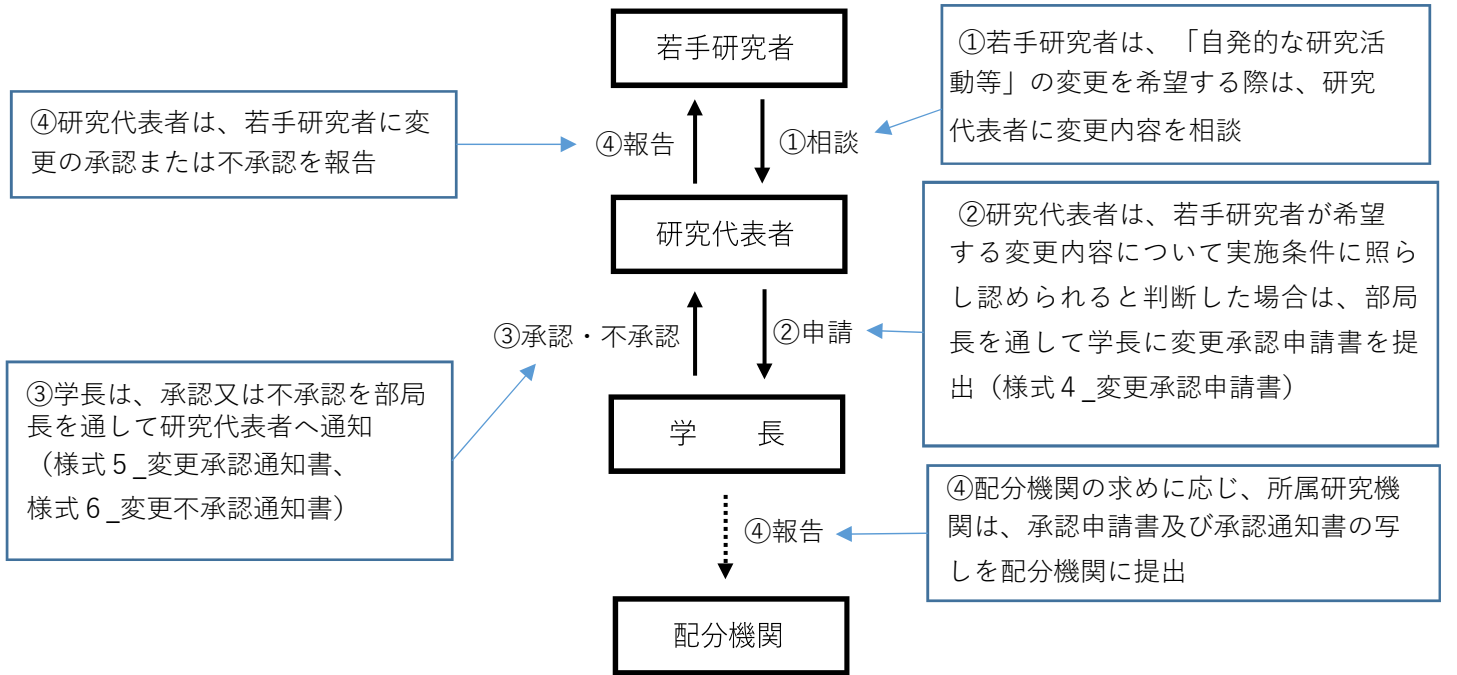 若手研究者
①若手研究者は、「自発的な研究活
動等」の変更を希望する際は、研究
代表者に変更内容を相談
④研究代表者は、若手研究者に変
更の承認または不承認を報告
④報告
①相談
研究代表者
②研究代表者は、若手研究者が希望
する変更内容について実施条件に照ら
し認められると判断した場合は、部局
長を通して学長に変更承認申請書を提
出（様式４_変更承認申請書）
③承認・不承認
②申請
③学長は、承認又は不承認を部局
長を通して研究代表者へ通知
（様式５_変更承認通知書、
様式６_変更不承認通知書）
学　　長
④配分機関の求めに応じ、所属研究機
関は、承認申請書及び承認通知書の写
しを配分機関に提出
④報告
配分機関